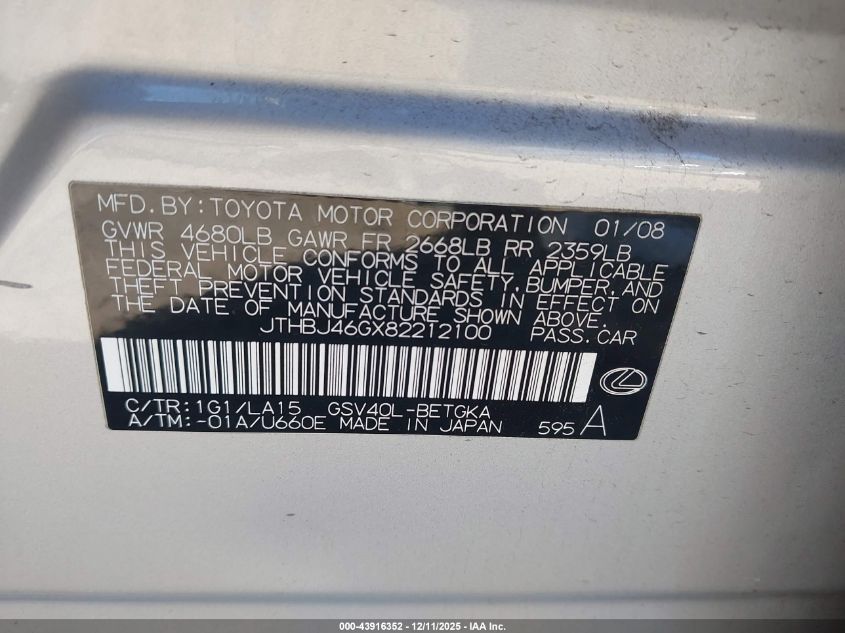 MFD.BY:TOYOTA MOTOR CORPORATION 01/08
GVWR 4680LB GAWR FR 2668LB RR 2359LB
THIS VEHICLE CONFORMS TO ALL APPLICABLE
FEDERAL MOTOR VEHICLE SAFETY,BUMPER,AND
THEFT PREVENTION STANDARDS IN EFFECT ON
THE DATE OF MANUFACTURE SHOWN ABOVE.
JTHBJ46GX82212100 PASS.CAR
C/TR:1G1/LA15 GSV40L-BETGKA
A/TM:-01A/U660E MADE IN JAPAN 595A
000-43916352 - 12/11/2025 - IAA Inc.